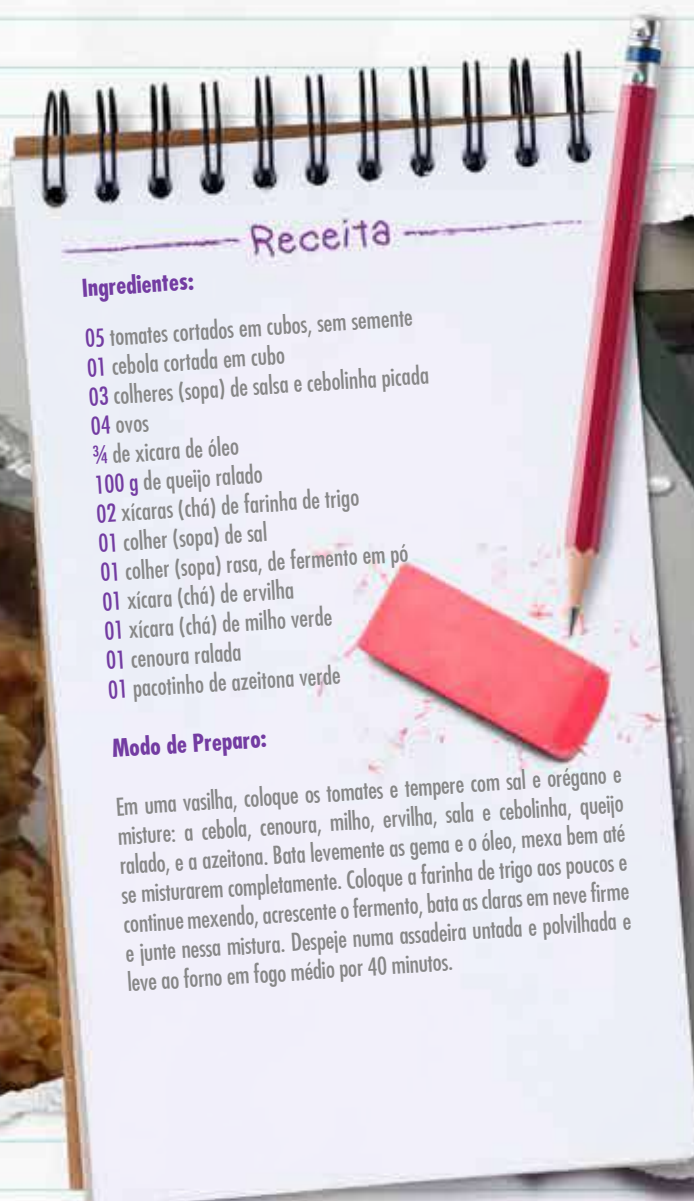 Receita
Ingredientes:
05 tomates cortados em cubos, sem semente
01 cebola cortada em cubo
03 colheres (sopa) de salsa e cebolinha picada
04 ovos
¾ de xicara de óleo
100 g de queijo ralado
02 xícaras (chá) de farinha de trigo
01 colher (sopa) de sal
01 colher (sopa) rasa, de fermento em pó
01 xícara (chá) de ervilha
01 xícara (chá) de milho verde
01 cenoura ralada
01 pacotinho de azeitona verde
Modo de Preparo:
Em uma vasilha, coloque os tomates e tempere com sal e orégano e
misture: a cebola, cenoura, milho, ervilha, sala e cebolinha, queijo
ralado, e a azeitona. Bata levemente as gema e o óleo, mexa bem até
se misturarem completamente. Coloque a farinha de trigo aos poucos e
continue mexendo, acrescente o fermento, bata as claras em neve firme
e junte nessa mistura. Despeje numa assadeira untada e polvilhada e
leve ao forno em fogo médio por 40 minutos.